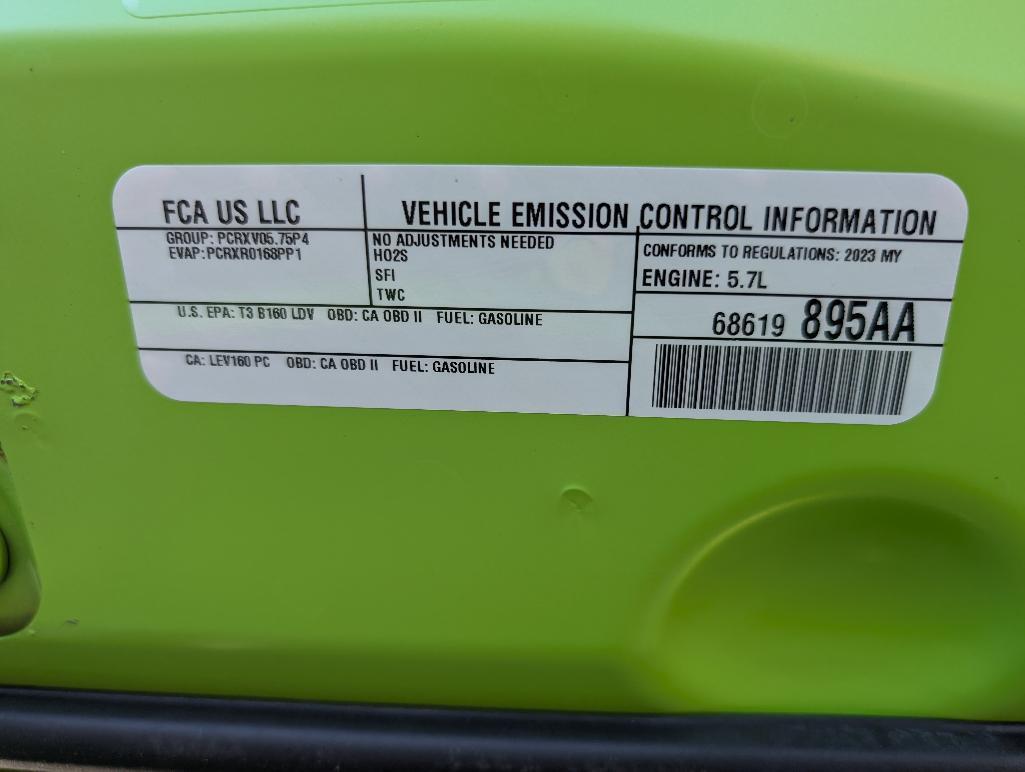 FCA US LLC
VEHICLE EMISSION CONTROL INFORMATION
GROUP: PCRXV05.75P4
EVAP: PCRXR0168PP1
NO ADJUSTMENTS NEEDED
HO2S
SFI
TWC
CONFORMS TO REGULATIONS: 2023 MY
ENGINE: 5.7L
U.S. EPA: T3 B160 LDV OBD: CA OBD II FUEL: GASOLINE
68619 895AA
CA: LEV160 PC OBD: CA OBD II FUEL: GASOLINE